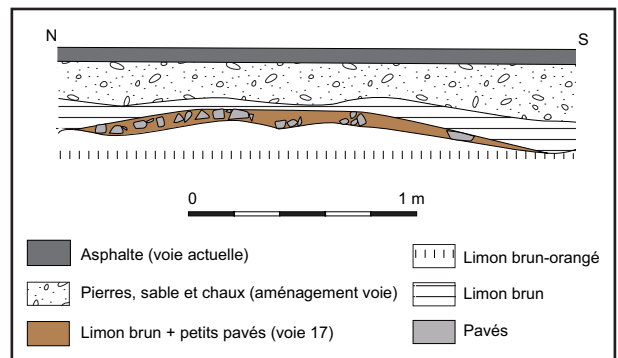 N S
0 1 m
Asphalte (voie actuelle)
Pierres, sable et chaux (aménagement voie)
Limon brun + petits pavés (voie 17)
Limon brun-orangé
Limon brun
Pavés